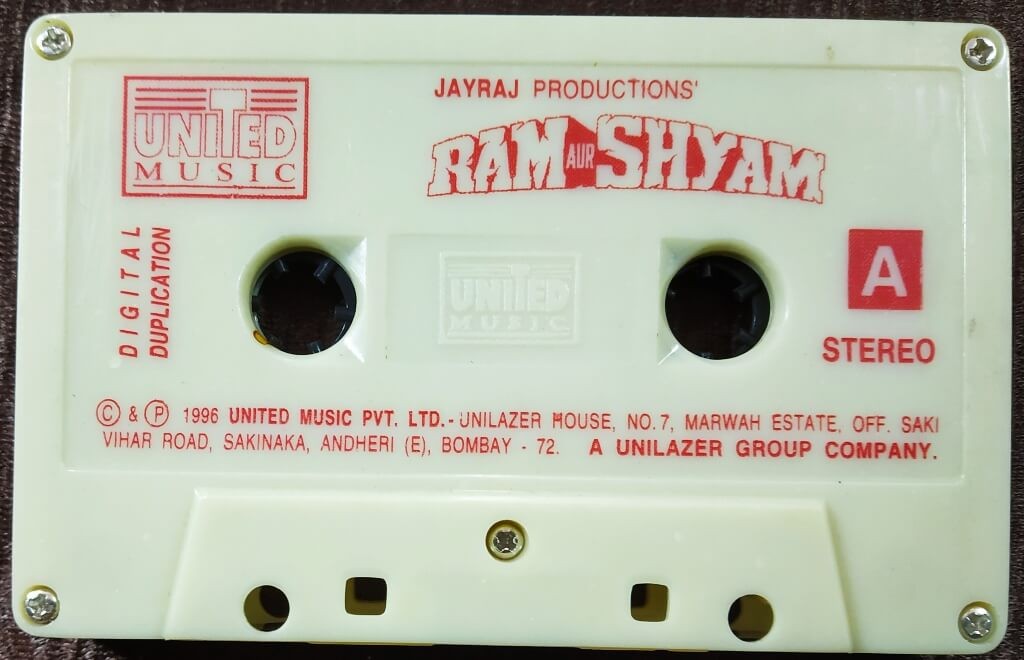 UNITED
MUSIC
JAYRAJ PRODUCTIONS'
RAM AUR SHYAM
DIGITAL
DUPLICATION
UNITED
MUSIC
A
STEREO
Ⓒ & Ⓟ 1996 UNITED MUSIC PVT. LTD. - UNILAZER HOUSE, NO. 7, MARWAH ESTATE, OFF. SAKI
VIHAR ROAD, SAKINAKA, ANDHERI (E), BOMBAY - 72. A UNILAZER GROUP COMPANY.